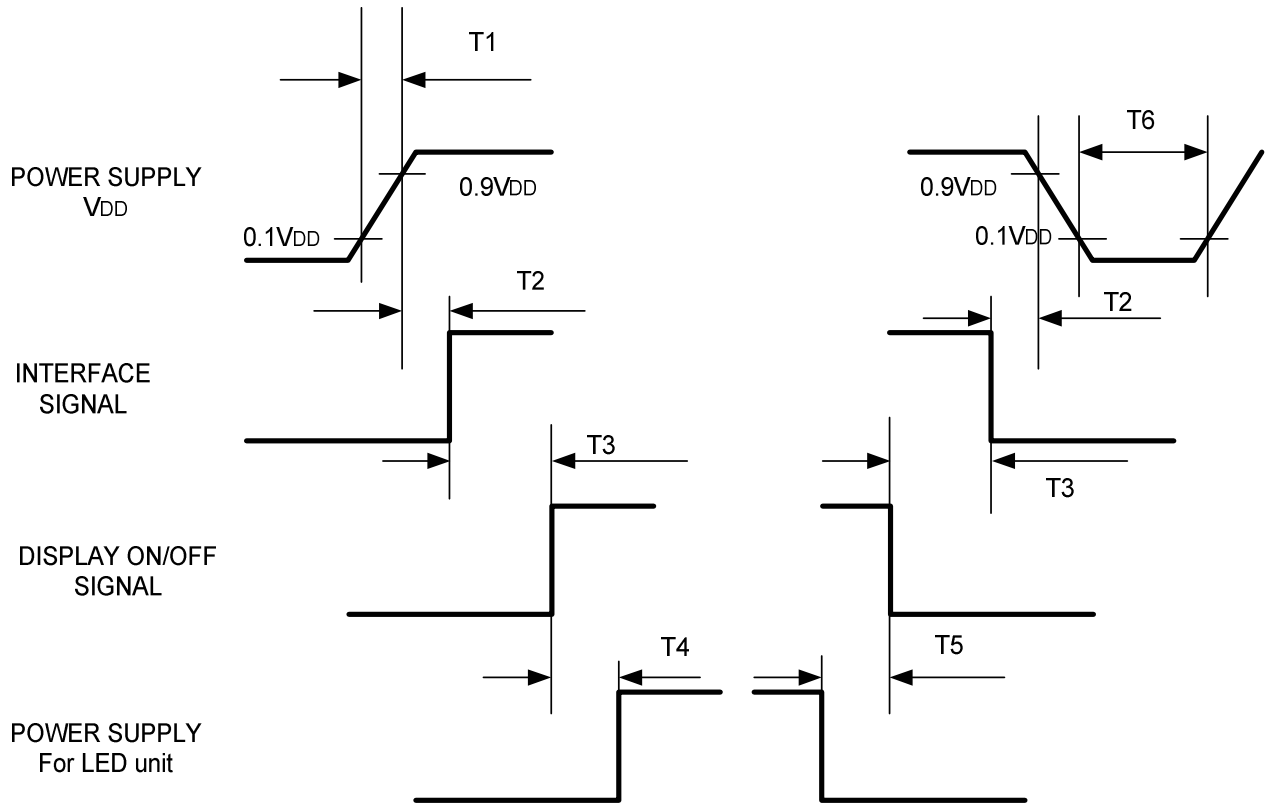 T1
T6
POWER SUPPLY
VDD
0.9VDD
0.9VDD
0.1VDD
0.1VDD
T2
T2
INTERFACE
SIGNAL
T3
T3
DISPLAY ON/OFF
SIGNAL
T4
T5
POWER SUPPLY
For LED unit